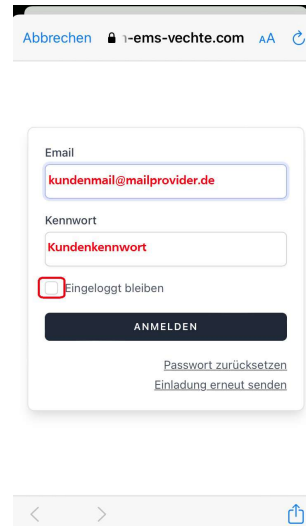 Abbrechen -ems-vechte.com AA
Email
kundenmail@mailprovider.de
Kennwort
Kundenkennwort
Eingeloggt bleiben
ANMELDEN
Passwort zurücksetzen
Einladung erneut senden